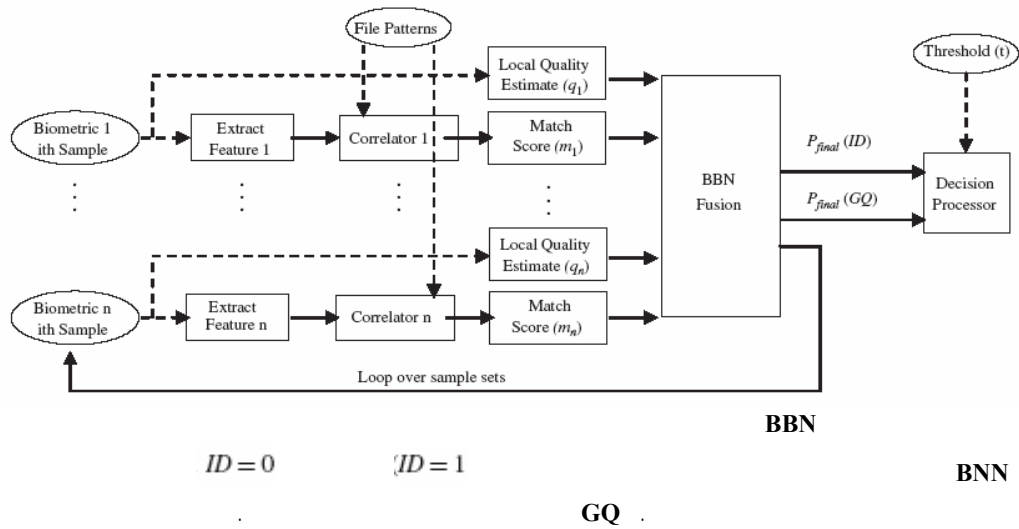 File Patterns
Threshold (t)
Local Quality
Estimate (q1)
Biometric 1
ith Sample
Extract
Feature 1
Correlator 1
Match
Score (m1)
BBN
Fusion
Pfinal (ID)
Pfinal (GQ)
Decision
Processor
Local Quality
Estimate (qn)
Biometric n
ith Sample
Extract
Feature n
Correlator n
Match
Score (mn)
Loop over sample sets
BBN
ID = 0 (ID = 1 BNN
. GQ .